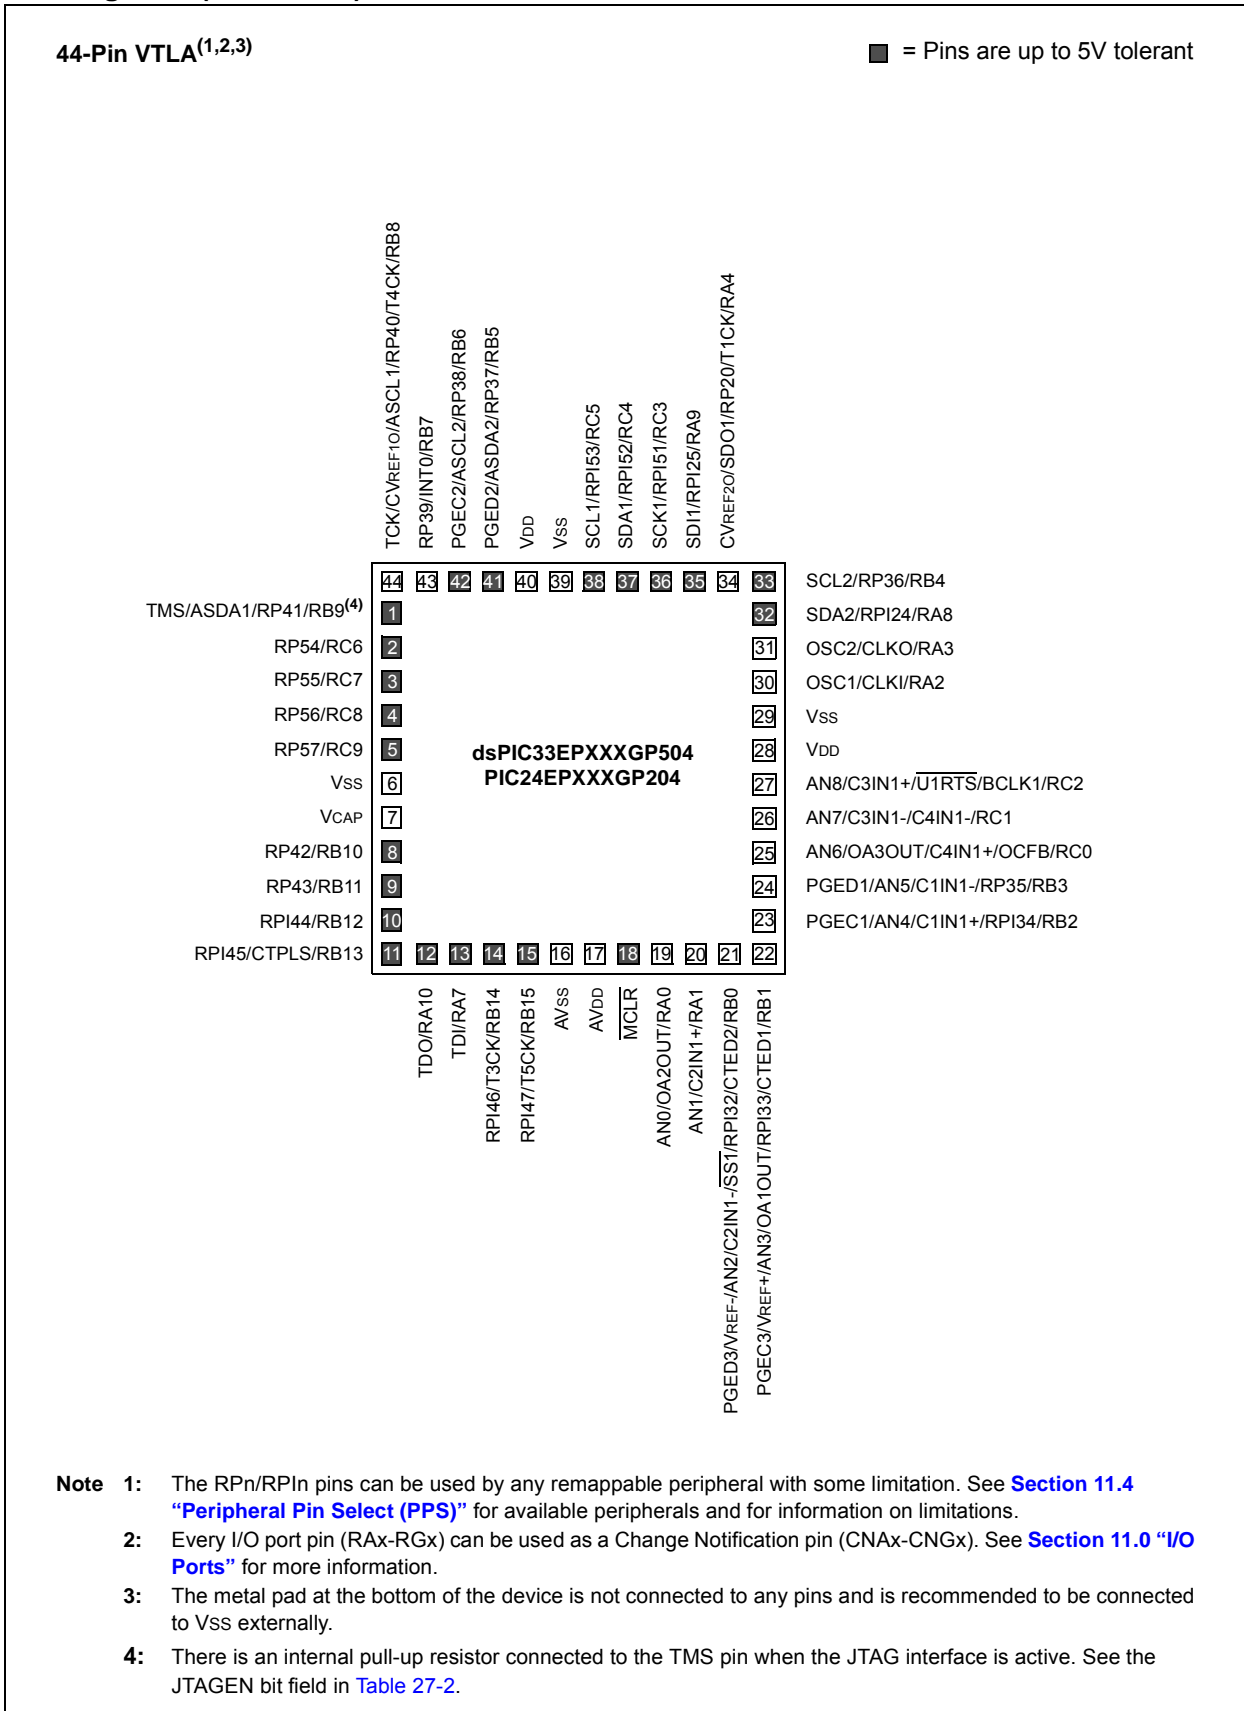 44-Pin VTLA(1,2,3)
= Pins are up to 5V tolerant
TCK/CVREF1O/ASCL1/RP40/T4CK/RB8
RP39/INT0/RB7
PGEC2/ASCL2/RP38/RB6
PGED2/ASDA2/RP37/RB5
VDD
VSS
SCL1/RPI53/RC5
SDA1/RPI52/RC4
SCK1/RPI51/RC3
SDI1/RPI25/RA9
CVREF2O/SDO1/RP20/T1CK/RA4
44 43 42 41 40 39 38 37 36 35 34 33 SCL2/RP36/RB4
TMS/ASDA1/RP41/RB9(4) 1 32 SDA2/RPI24/RA8
RP54/RC6 2 31 OSC2/CLKO/RA3
RP55/RC7 3 30 OSC1/CLKI/RA2
RP56/RC8 4 29 VSS
RP57/RC9 5 28 VDD
dsPIC33EPXXXGP504
PIC24EPXXXGP204
VSS 6 27 AN8/C3IN1+/U1RTS/BCLK1/RC2
VCAP 7 26 AN7/C3IN1-/C4IN1-/RC1
RP42/RB10 8 25 AN6/OA3OUT/C4IN1+/OCFB/RC0
RP43/RB11 9 24 PGED1/AN5/C1IN1-/RP35/RB3
RPI44/RB12 10 23 PGEC1/AN4/C1IN1+/RPI34/RB2
RPI45/CTPLS/RB13 11 12 13 14 15 16 17 18 19 20 21 22
TDO/RA10
TDI/RA7
RPI46/T3CK/RB14
RPI47/T5CK/RB15
AVSS
AVDD
MCLR
AN0/OA2OUT/RA0
AN1/C2IN1+/RA1
PGED3/VREF-/AN2/C2IN1-/SS1/RPI32/CTED2/RB0
PGEC3/VREF+/AN3/OA1OUT/RPI33/CTED1/RB1
Note 1: The RPn/RPIn pins can be used by any remappable peripheral with some limitation. See Section 11.4
“Peripheral Pin Select (PPS)” for available peripherals and for information on limitations.
2: Every I/O port pin (RAx-RGx) can be used as a Change Notification pin (CNAx-CNGx). See Section 11.0 “I/O
Ports” for more information.
3: The metal pad at the bottom of the device is not connected to any pins and is recommended to be connected
to VSS externally.
4: There is an internal pull-up resistor connected to the TMS pin when the JTAG interface is active. See the
JTAGEN bit field in Table 27-2.